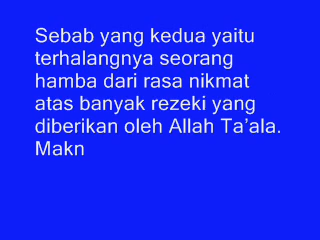 Sebab yang kedua yaitu
terhalangnya seorang
hamba dari rasa nikmat
atas banyak rezeki yang
diberikan oleh Allah Ta’ala.
Makn